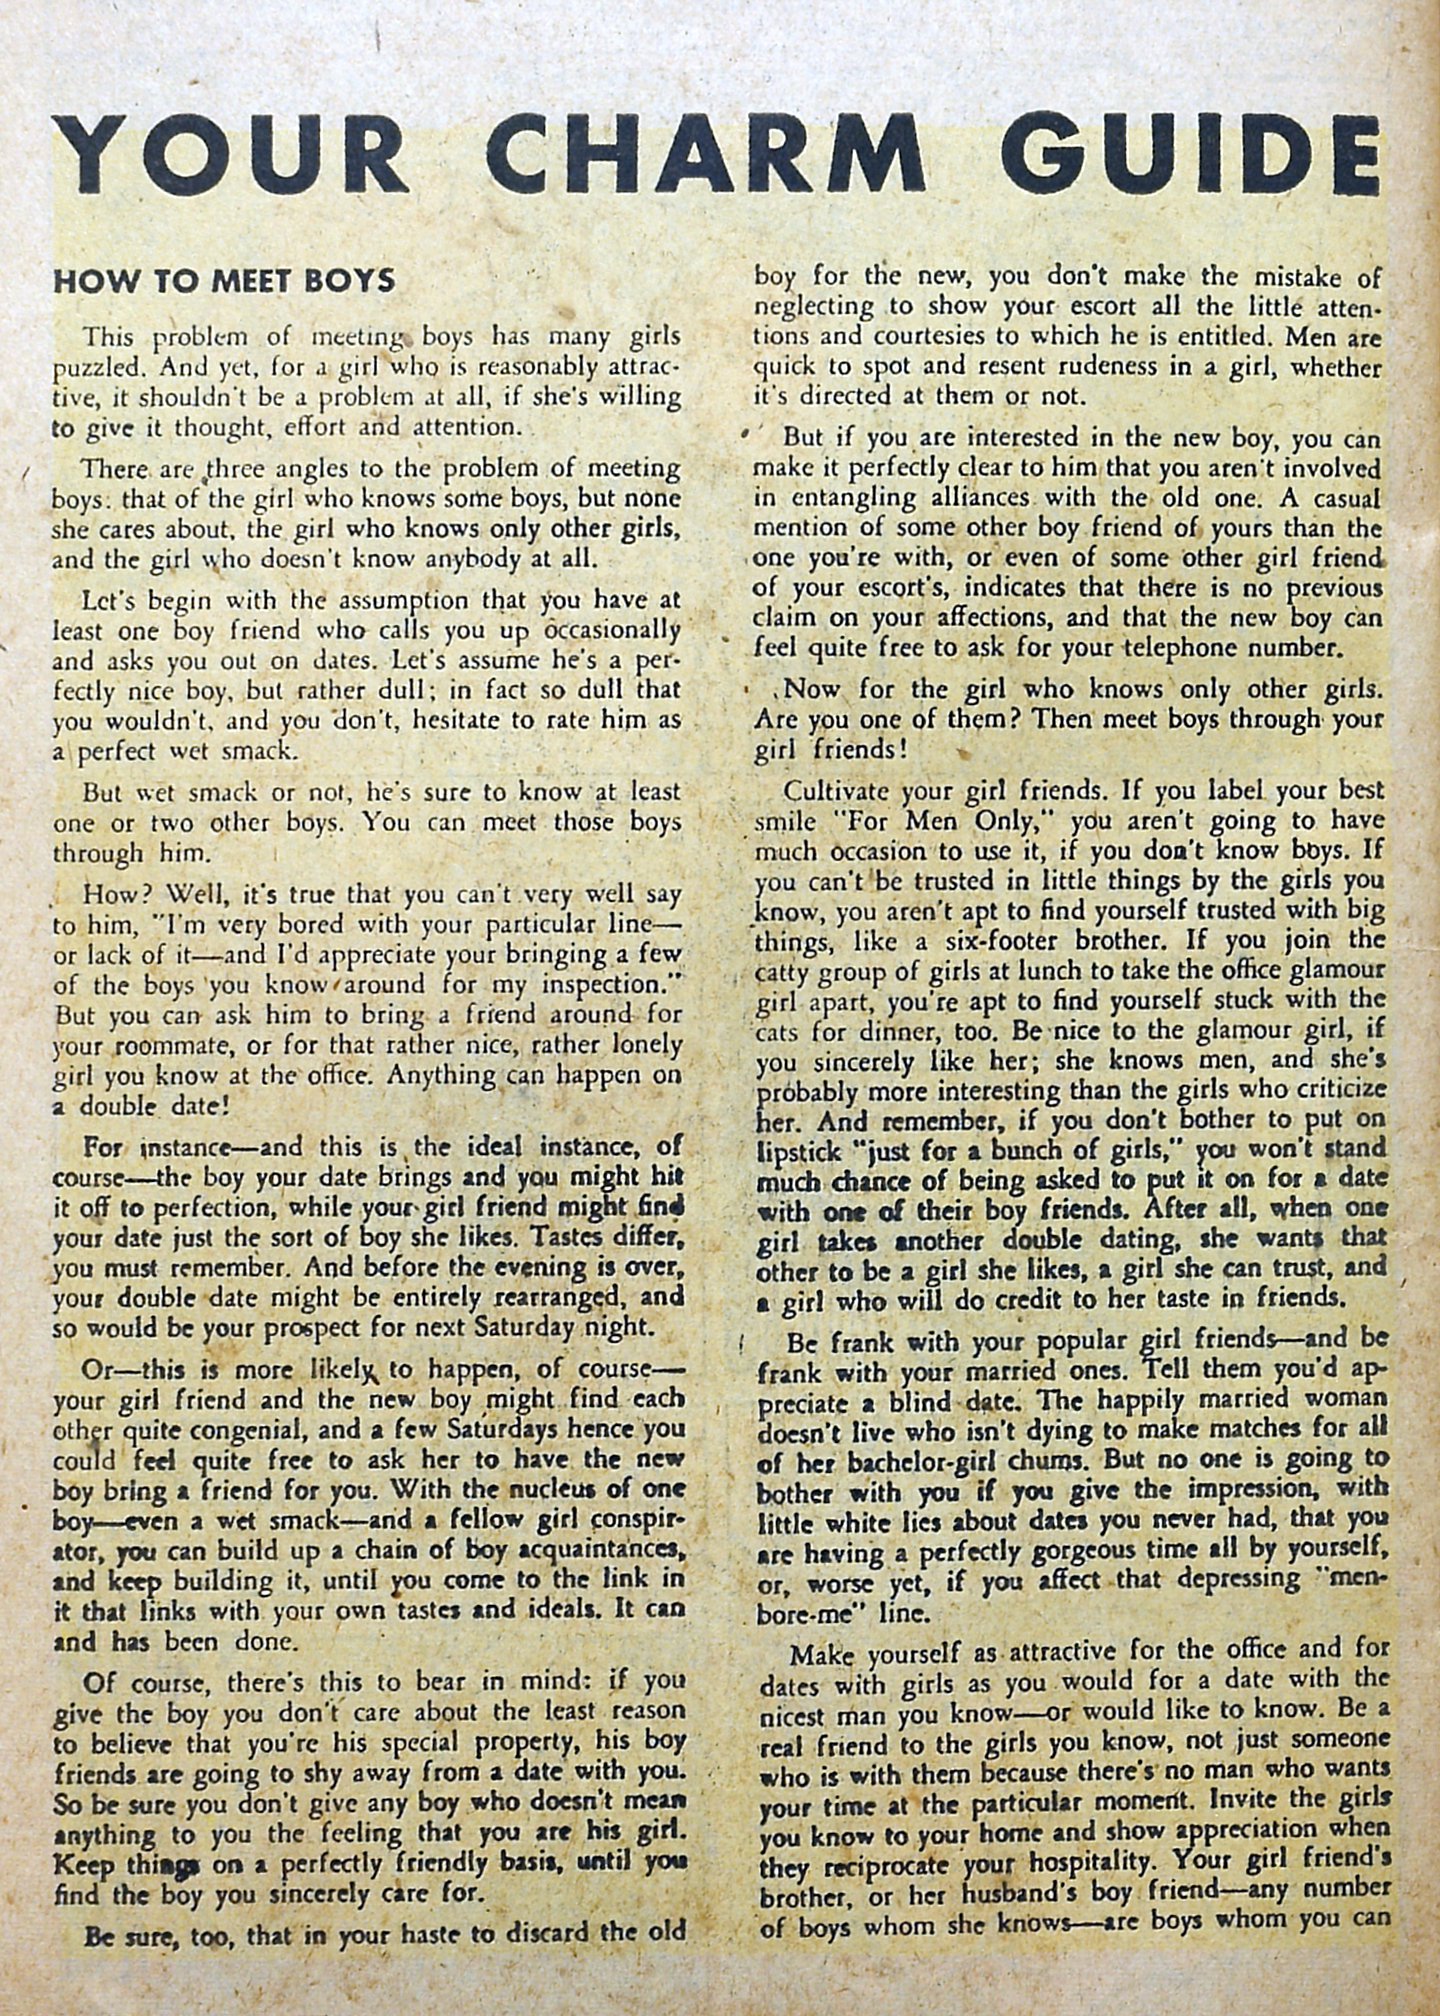 YOUR CHARM GUIDE
HOW TO MEET BOYS
This problem of meeting boys has many girls
puzzled. And yet, for a girl who is reasonably attrac-
tive, it shouldn't be a problem at all, if she's willing
to give it thought, effort and attention.
There are three angles to the problem of meeting
boys: that of the girl who knows some boys, but none
she cares about, the girl who knows only other girls,
and the girl who doesn't know anybody at all.
Let's begin with the assumption that you have at
least one boy friend who calls you up occasionally
and asks you out on dates. Let's assume he's a per-
fectly nice boy, but rather dull; in fact so dull that
you wouldn't, and you don't, hesitate to rate him as
a perfect wet smack.
But wet smack or not, he's sure to know at least
one or two other boys. You can meet those boys
through him.
How? Well, it's true that you can't very well say
to him, "I'm very bored with your particular line—
or lack of it—and I'd appreciate your bringing a few
of the boys you know around for my inspection."
But you can ask him to bring a friend around for
your roommate, or for that rather nice, rather lonely
girl you know at the office. Anything can happen on
a double date!
For instance—and this is the ideal instance, of
course—the boy your date brings and you might hit
it off to perfection, while your girl friend might find
your date just the sort of boy she likes. Tastes differ,
you must remember. And before the evening is over,
your double date might be entirely rearranged, and
so would be your prospect for next Saturday night.
Or—this is more likely to happen, of course—
your girl friend and the new boy might find each
other quite congenial, and a few Saturdays hence you
could feel quite free to ask her to have the new
boy bring a friend for you. With the nucleus of one
boy—even a wet smack—and a fellow girl conspir-
ator, you can build up a chain of boy acquaintances,
and keep building it, until you come to the link in
it that links with your own tastes and ideals. It can
and has been done.
Of course, there's this to bear in mind: if you
give the boy you don't care about the least reason
to believe that you're his special property, his boy
friends are going to shy away from a date with you.
So be sure you don't give any boy who doesn't mean
anything to you the feeling that you are his girl.
Keep things on a perfectly friendly basis, until you
find the boy you sincerely care for.
Be sure, too, that in your haste to discard the old
boy for the new, you don't make the mistake of
neglecting to show your escort all the little atten-
tions and courtesies to which he is entitled. Men are
quick to spot and resent rudeness in a girl, whether
it's directed at them or not.
But if you are interested in the new boy, you can
make it perfectly clear to him that you aren't involved
in entangling alliances with the old one. A casual
mention of some other boy friend of yours than the
one you're with, or even of some other girl friend
of your escort's, indicates that there is no previous
claim on your affections, and that the new boy can
feel quite free to ask for your telephone number.
Now for the girl who knows only other girls.
Are you one of them? Then meet boys through your
girl friends!
Cultivate your girl friends. If you label your best
smile "For Men Only," you aren't going to have
much occasion to use it, if you don't know boys. If
you can't be trusted in little things by the girls you
know, you aren't apt to find yourself trusted with big
things, like a six-footer brother. If you join the
catty group of girls at lunch to take the office glamour
girl apart, you're apt to find yourself stuck with the
cats for dinner, too. Be nice to the glamour girl, if
you sincerely like her; she knows men, and she's
probably more interesting than the girls who criticize
her. And remember, if you don't bother to put on
lipstick "just for a bunch of girls," you won't stand
much chance of being asked to put it on for a date
with one of their boy friends. After all, when one
girl takes another double dating, she wants that
other to be a girl she likes, a girl she can trust, and
a girl who will do credit to her taste in friends.
Be frank with your popular girl friends—and be
frank with your married ones. Tell them you'd ap-
preciate a blind date. The happily married woman
doesn't live who isn't dying to make matches for all
of her bachelor-girl chums. But no one is going to
bother with you if you give the impression, with
little white lies about dates you never had, that you
are having a perfectly gorgeous time all by yourself,
or, worse yet, if you affect that depressing "men-
bore-me" line.
Make yourself as attractive for the office and for
dates with girls as you would for a date with the
nicest man you know—or would like to know. Be a
real friend to the girls you know, not just someone
who is with them because there's no man who wants
your time at the particular moment. Invite the girls
you know to your home and show appreciation when
they reciprocate your hospitality. Your girl friend's
brother, or her husband's boy friend—any number
of boys whom she knows—are boys whom you can